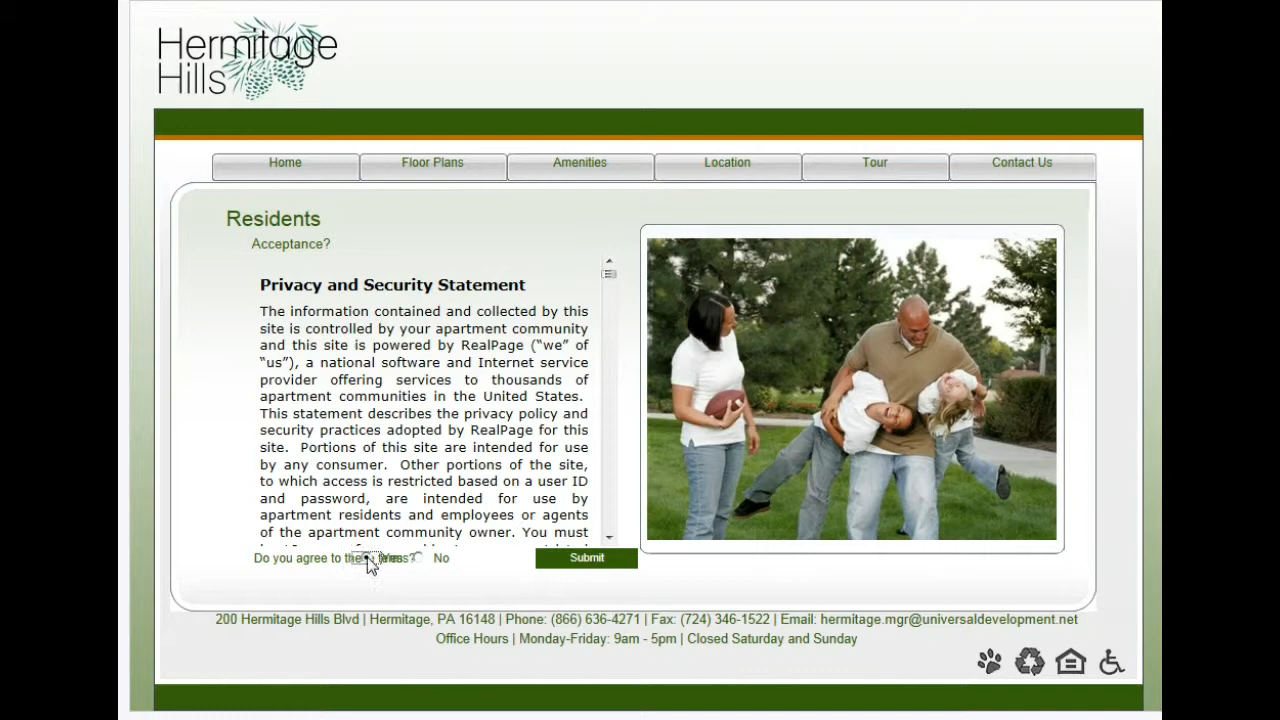 Hermitage
Hills
Home Floor Plans Amenities Location Tour Contact Us
Residents
Acceptance?
Privacy and Security Statement
The information contained and collected by this
site is controlled by your apartment community
and this site is powered by RealPage (“we” of
“us”), a national software and Internet service
provider offering services to thousands of
apartment communities in the United States.
This statement describes the privacy policy and
security practices adopted by RealPage for this
site. Portions of this site are intended for use
by any consumer. Other portions of the site,
to which access is restricted based on a user ID
and password, are intended for use by
apartment residents and employees or agents
of the apartment community owner. You must
Do you agree to No Submit
200 Hermitage Hills Blvd | Hermitage, PA 16148 | Phone: (866) 636-4271 | Fax: (724) 346-1522 | Email: hermitage.mgr@universaldevelopment.net
Office Hours | Monday-Friday: 9am - 5pm | Closed Saturday and Sunday